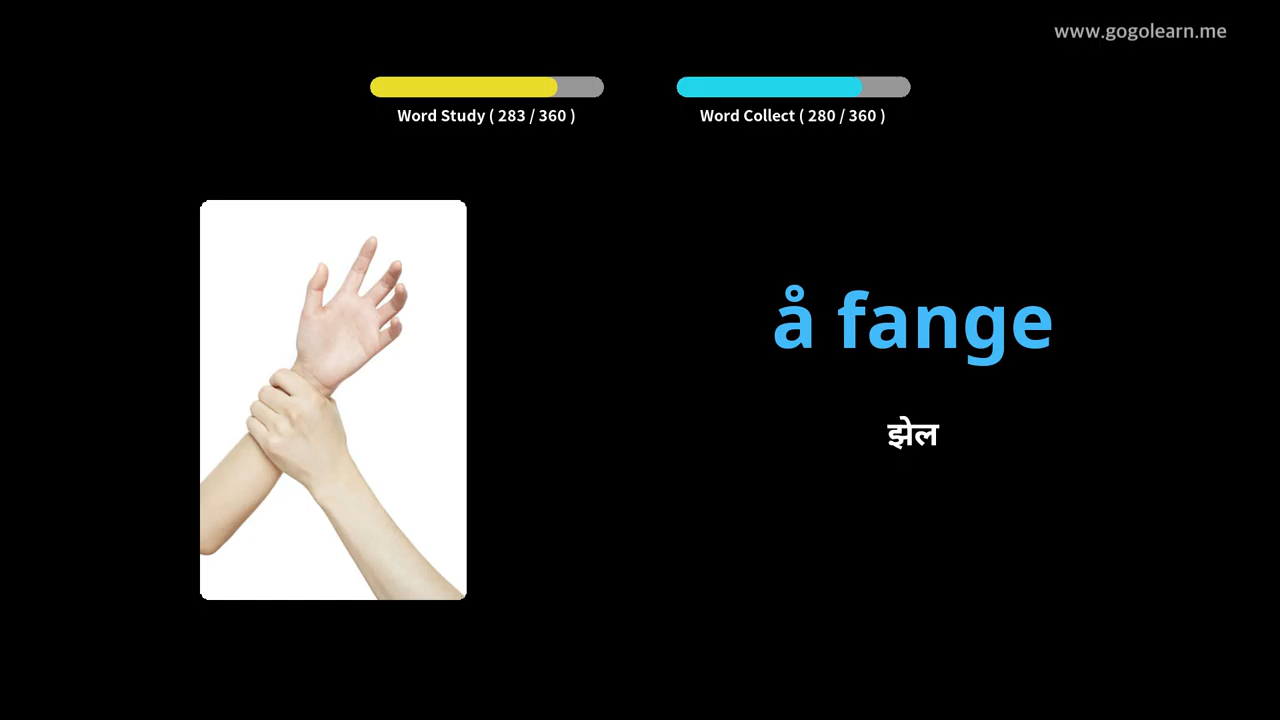 www.gogolearn.me
Word Study ( 283 / 360 )
Word Collect ( 280 / 360 )
å fange
झेल